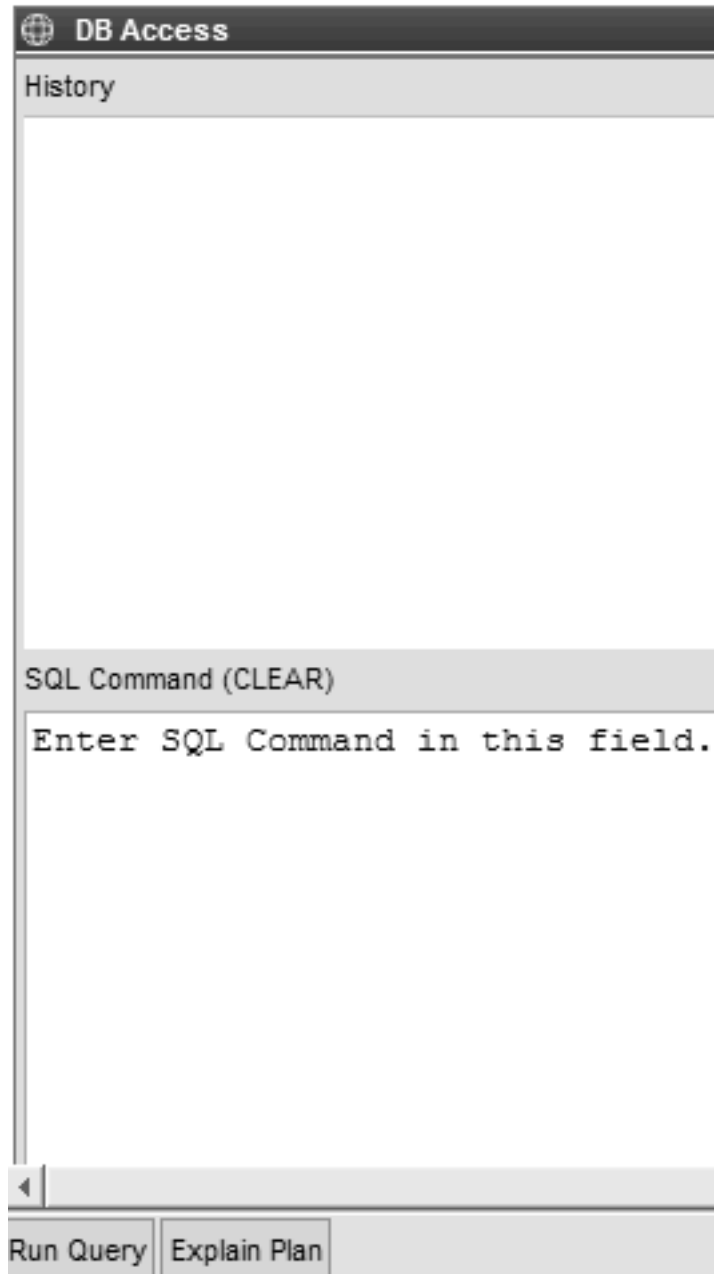 DB Access
History
SQL Command (CLEAR)
Enter SQL Command in this field.
Run Query Explain Plan